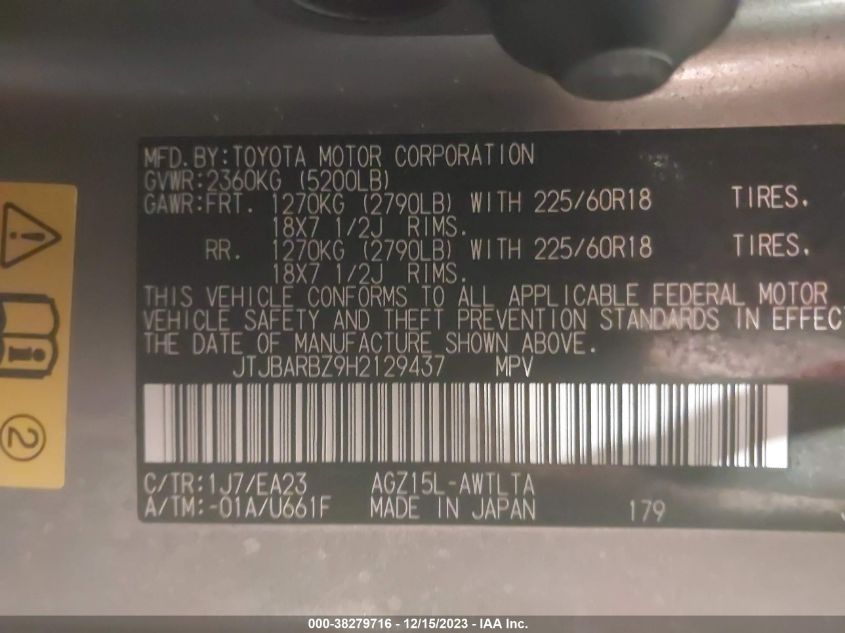 MFD. BY: TOYOTA MOTOR CORPORATION
GVWR: 2360KG (5200LB)
GAWR: FRT. 1270KG (2790LB) WITH 225/60R18 TIRES.
18X7 1/2J RIMS.
RR. 1270KG (2790LB) WITH 225/60R18 TIRES.
18X7 1/2J RIMS.
THIS VEHICLE CONFORMS TO ALL APPLICABLE FEDERAL MOTOR
VEHICLE SAFETY AND THEFT PREVENTION STANDARDS IN EFFEC
THE DATE OF MANUFACTURE SHOWN ABOVE.
JTJBARBZ9H2129437 MPV
C/TR: 1J7/EA23 AGZ15L-AWTLTA
A/TM: -01A/U661F MADE IN JAPAN 179
2
000-38279716 - 12/15/2023 - IAA Inc.